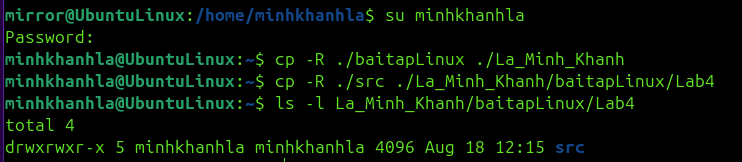 mirror@UbuntuLinux:/home/minhkhanhla$ su minhkhanhla
Password:
minhkhanhla@UbuntuLinux:~$ cp -R ./baitapLinux ./La_Minh_Khanh
minhkhanhla@UbuntuLinux:~$ cp -R ./src ./La_Minh_Khanh/baitapLinux/Lab4
minhkhanhla@UbuntuLinux:~$ ls -l La_Minh_Khanh/baitapLinux/Lab4
total 4
drwxrwxr-x 5 minhkhanhla minhkhanhla 4096 Aug 18 12:15 src